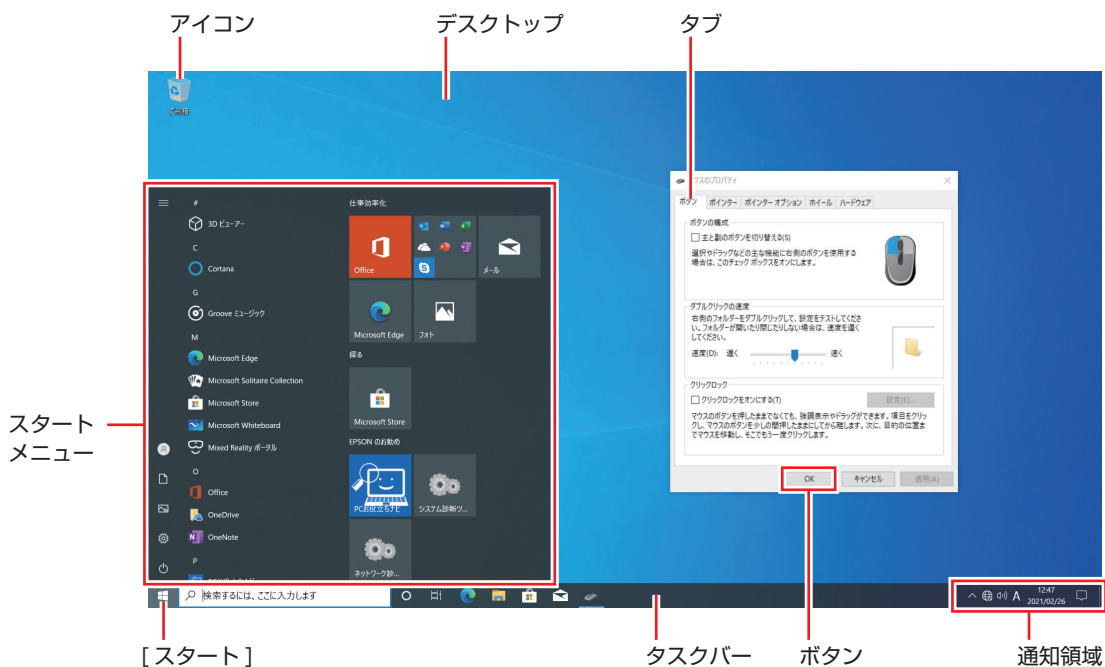 アイコン
デスクトップ
タブ
ごみ箱
#
3D ビューアー
C
Cortana
G
Groove ミュージック
M
Microsoft Edge
Microsoft Solitaire Collection
Microsoft Store
Microsoft Whiteboard
Mixed Reality ポータル
O
Office
OneDrive
OneNote
P
仕事効率化
Office
メール
Microsoft Edge
フォト
探る
Microsoft Store
EPSON のお勧め
PCお役立ちナビ
システム診断ツ...
ネットワーク診...
スタート
メニュー
マウスのプロパティ
ボタン
ポインター
ポインター オプション
ホイール
ハードウェア
ボタンの構成
主と副のボタンを切り替える(S)
選択やドラッグなどの主な機能に右側のボタンを使用する
場合は、このチェック ボックスをオンにします。
ダブルクリックの速度
右側のフォルダーをダブルクリックして、設定をテストしてくださ
い。フォルダーが開いたり閉じたりしない場合は、速度を遅く
してください。
速度(D): 遅く 速く
クリックロック
クリックロックをオンにする(T)
設定(E)...
マウスのボタンを押したままでなくても、強調表示やドラッグができます。項目をクリッ
クし、マウスのボタンを少しの間押したままにしてから離します。次に、目的の位置ま
でマウスを移動し、そこでもう一度クリックします。
OK
キャンセル
適用(A)
検索するには、ここに入力します
A
12:47
2021/02/26
[スタート]
タスクバー
ボタン
通知領域